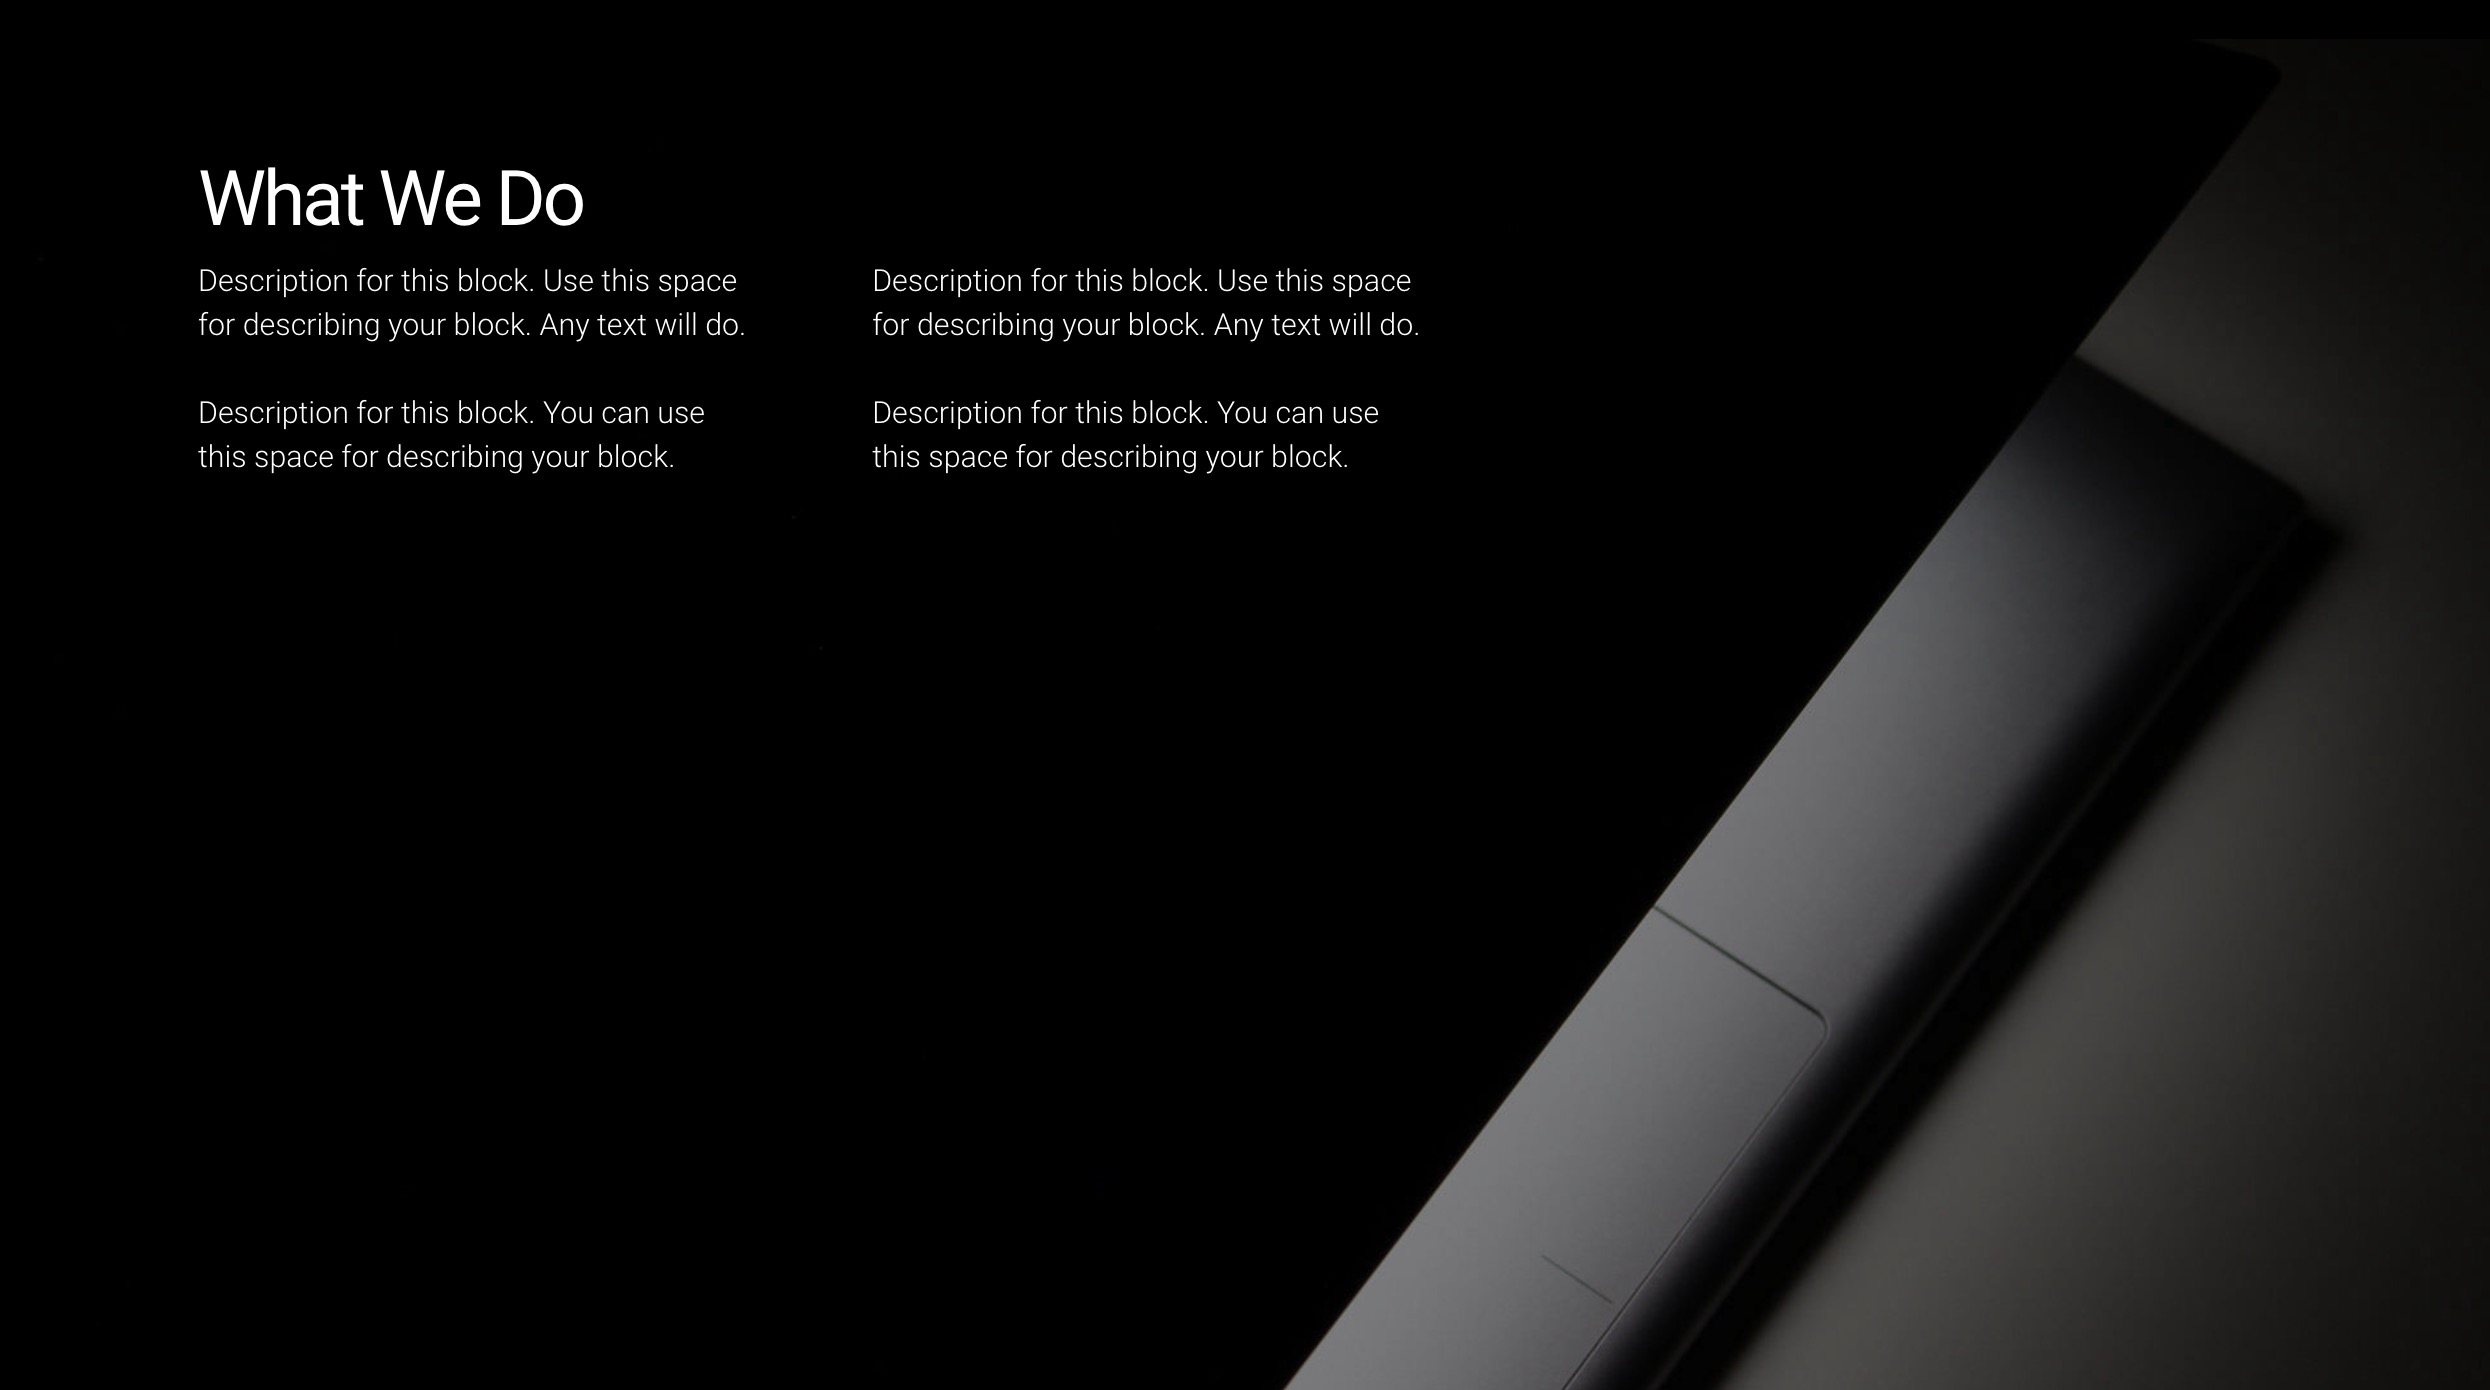 What We Do
Description for this block. Use this space
for describing your block. Any text will do.
Description for this block. You can use
this space for describing your block.
Description for this block. Use this space
for describing your block. Any text will do.
Description for this block. You can use
this space for describing your block.